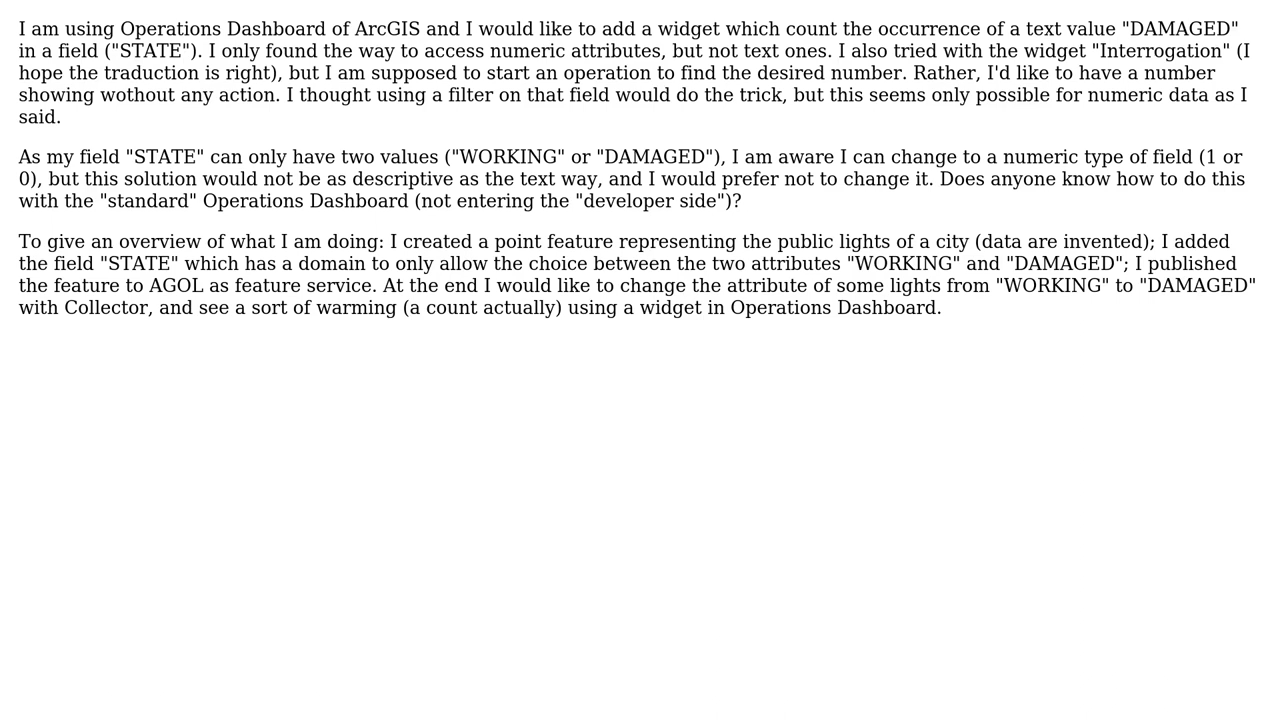 I am using Operations Dashboard of ArcGIS and I would like to add a widget which count the occurrence of a text value "DAMAGED"
in a field ("STATE"). I only found the way to access numeric attributes, but not text ones. I also tried with the widget "Interrogation" (I
hope the traduction is right), but I am supposed to start an operation to find the desired number. Rather, I'd like to have a number
showing wothout any action. I thought using a filter on that field would do the trick, but this seems only possible for numeric data as I
said.
As my field "STATE" can only have two values ("WORKING" or "DAMAGED"), I am aware I can change to a numeric type of field (1 or
0), but this solution would not be as descriptive as the text way, and I would prefer not to change it. Does anyone know how to do this
with the "standard" Operations Dashboard (not entering the "developer side")?
To give an overview of what I am doing: I created a point feature representing the public lights of a city (data are invented); I added
the field "STATE" which has a domain to only allow the choice between the two attributes "WORKING" and "DAMAGED"; I published
the feature to AGOL as feature service. At the end I would like to change the attribute of some lights from "WORKING" to "DAMAGED"
with Collector, and see a sort of warming (a count actually) using a widget in Operations Dashboard.